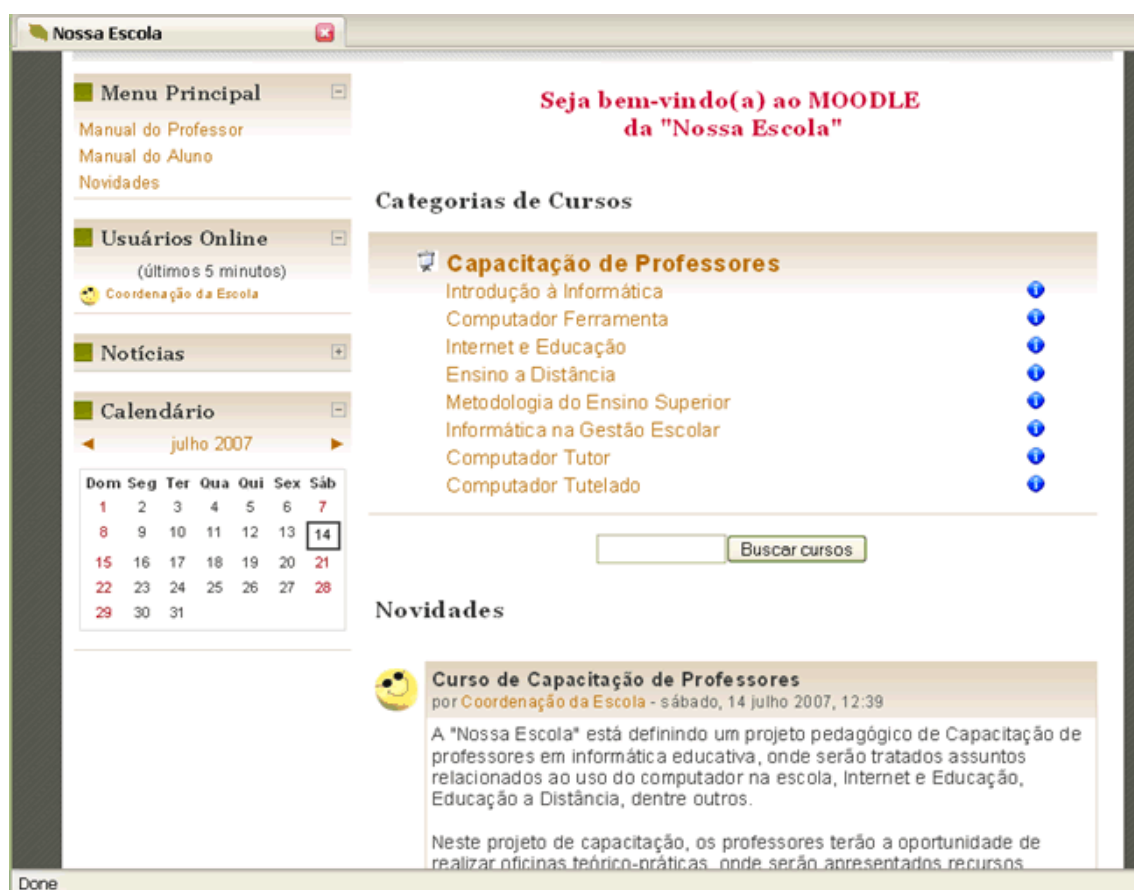 Nossa Escola
Menu Principal
Manual do Professor
Manual do Aluno
Novidades
Usuários Online
(últimos 5 minutos)
Coordenação da Escola
Notícias
Calendário
julho 2007
Dom Seg Ter Qua Qui Sex Sáb
1 2 3 4 5 6 7
8 9 10 11 12 13 14
15 16 17 18 19 20 21
22 23 24 25 26 27 28
29 30 31
Seja bem-vindo(a) ao MOODLE
da "Nossa Escola"
Categorias de Cursos
Capacitação de Professores
Introdução à Informática
Computador Ferramenta
Internet e Educação
Ensino a Distância
Metodologia do Ensino Superior
Informática na Gestão Escolar
Computador Tutor
Computador Tutelado
Buscar cursos
Novidades
Curso de Capacitação de Professores
por Coordenação da Escola - sábado, 14 julho 2007, 12:39
A "Nossa Escola" está definindo um projeto pedagógico de Capacitação de
professores em informática educativa, onde serão tratados assuntos
relacionados ao uso do computador na escola, Internet e Educação,
Educação a Distância, dentre outros.
Neste projeto de capacitação, os professores terão a oportunidade de
realizar oficinas teórico-práticas, onde serão apresentados recursos
Done